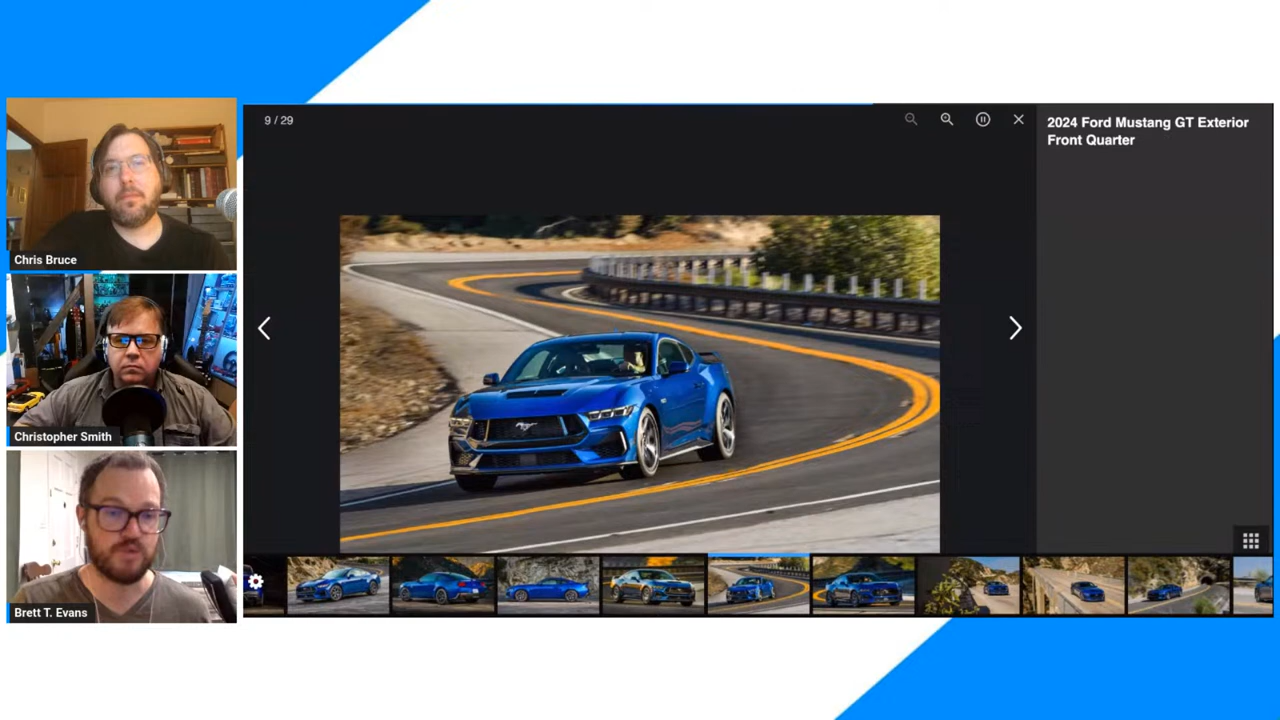 Chris Bruce
Christopher Smith
Brett T. Evans
9 / 29
2024 Ford Mustang GT Exterior
Front Quarter